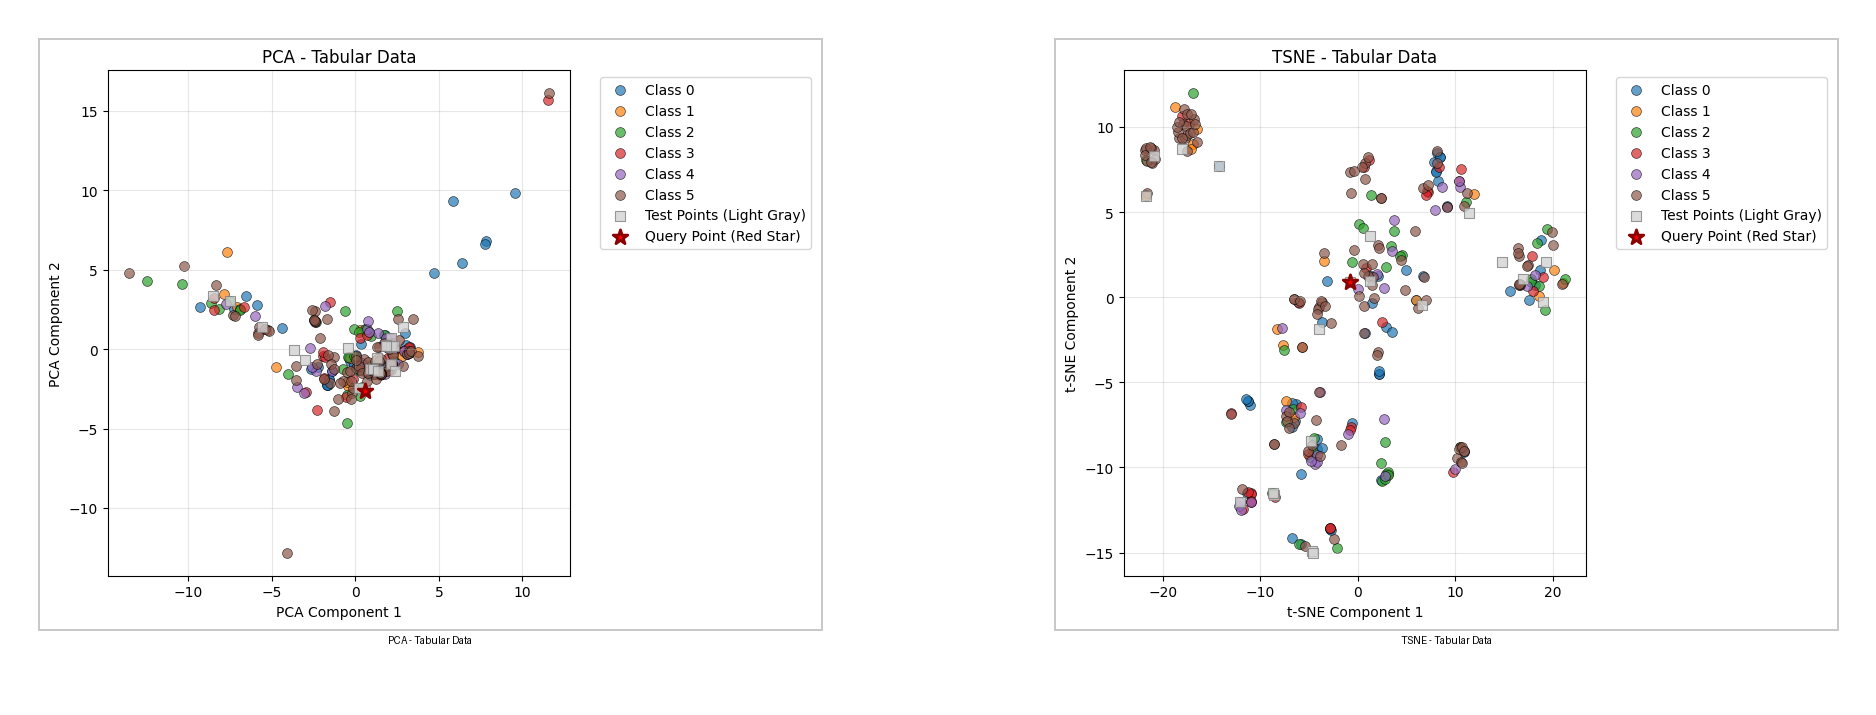 PCA - Tabular Data
15
10
5
0
−5
−10
PCA Component 2
−10
−5
0
5
10
PCA Component 1
Class 0
Class 1
Class 2
Class 3
Class 4
Class 5
Test Points (Light Gray)
Query Point (Red Star)
PCA - Tabular Data
TSNE - Tabular Data
10
5
0
−5
−10
−15
t-SNE Component 2
−20
−10
0
10
20
t-SNE Component 1
Class 0
Class 1
Class 2
Class 3
Class 4
Class 5
Test Points (Light Gray)
Query Point (Red Star)
TSNE - Tabular Data